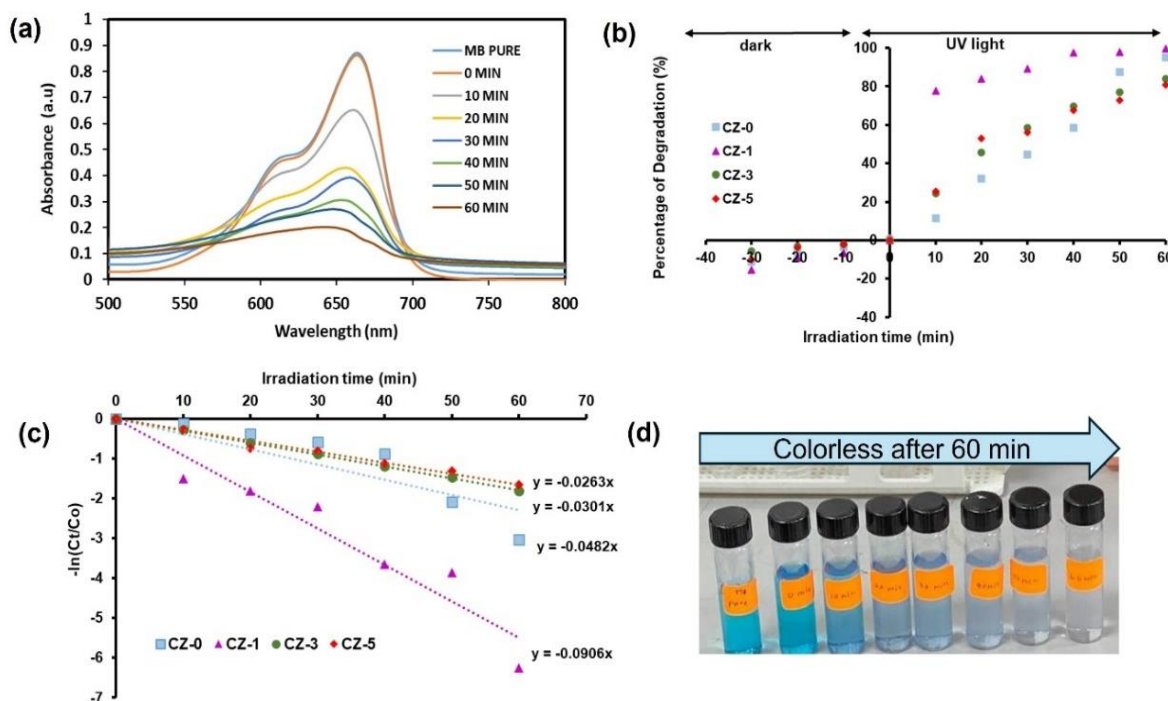 (a)
1
0.9
0.8
0.7
0.6
0.5
0.4
0.3
0.2
0.1
0
Absorbance (a.u)
500 550 600 650 700 750 800
Wavelength (nm)
MB PURE
0 MIN
10 MIN
20 MIN
30 MIN
40 MIN
50 MIN
60 MIN
(b)
dark
UV light
100
80
60
40
20
0
-20
-40
Percentage of Degradation (%)
CZ-0
CZ-1
CZ-3
CZ-5
-40 -30 -20 -10 0 10 20 30 40 50 60
Irradiation time (min)
(c)
Irradiation time (min)
0 10 20 30 40 50 60 70
0
-1
-2
-3
-4
-5
-6
-7
-ln(Ct/Co)
y = -0.0263x
y = -0.0301x
y = -0.0482x
y = -0.0906x
CZ-0 CZ-1 CZ-3 CZ-5
(d)
Colorless after 60 min
0 min
10 min